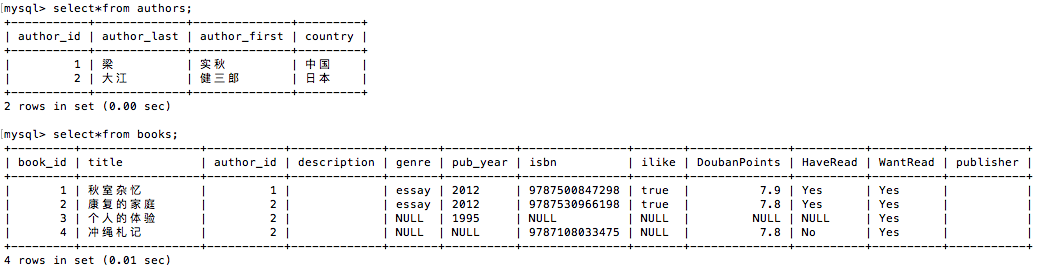 mysql> select*from authors;
+-----------+-------------+--------------+---------+
| author_id | author_last | author_first | country |
+-----------+-------------+--------------+---------+
| 1 | 梁 | 实秋 | 中国 |
| 2 | 大江 | 健三郎 | 日本 |
+-----------+-------------+--------------+---------+
2 rows in set (0.00 sec)
mysql> select*from books;
+---------+--------------+-----------+-------------+-------+----------+---------------+-------+--------------+----------+----------+-----------+
| book_id | title | author_id | description | genre | pub_year | isbn | ilike | DoubanPoints | HaveRead | WantRead | publisher |
+---------+--------------+-----------+-------------+-------+----------+---------------+-------+--------------+----------+----------+-----------+
| 1 | 秋室杂忆 | 1 | | essay | 2012 | 9787500847298 | true | 7.9 | Yes | Yes | |
| 2 | 康复的家庭 | 2 | | essay | 2012 | 9787530966198 | true | 7.8 | Yes | Yes | |
| 3 | 个人的体验 | 2 | | NULL | 1995 | NULL | NULL | NULL | NULL | Yes | |
| 4 | 冲绳札记 | 2 | | NULL | NULL | 9787108033475 | NULL | 7.8 | No | Yes | |
+---------+--------------+-----------+-------------+-------+----------+---------------+-------+--------------+----------+----------+-----------+
4 rows in set (0.01 sec)